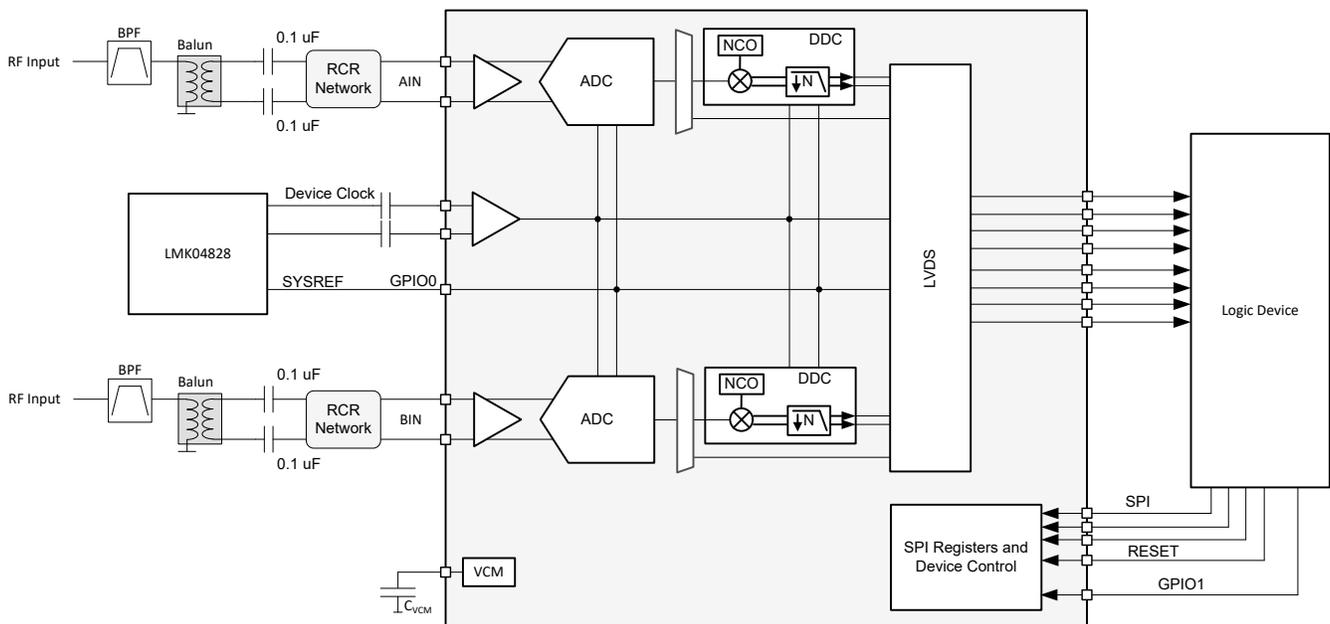 BPF
RF Input
Balun
0.1 uF
0.1 uF
RCR
Network
AIN
ADC
NCO
DDC
N
Device Clock
LMK04828
SYSREF
GPIO0
LVDS
Logic Device
BPF
RF Input
Balun
0.1 uF
0.1 uF
RCR
Network
BIN
ADC
NCO
DDC
N
SPI Registers and
Device Control
SPI
RESET
GPIO1
VCM
CVCM